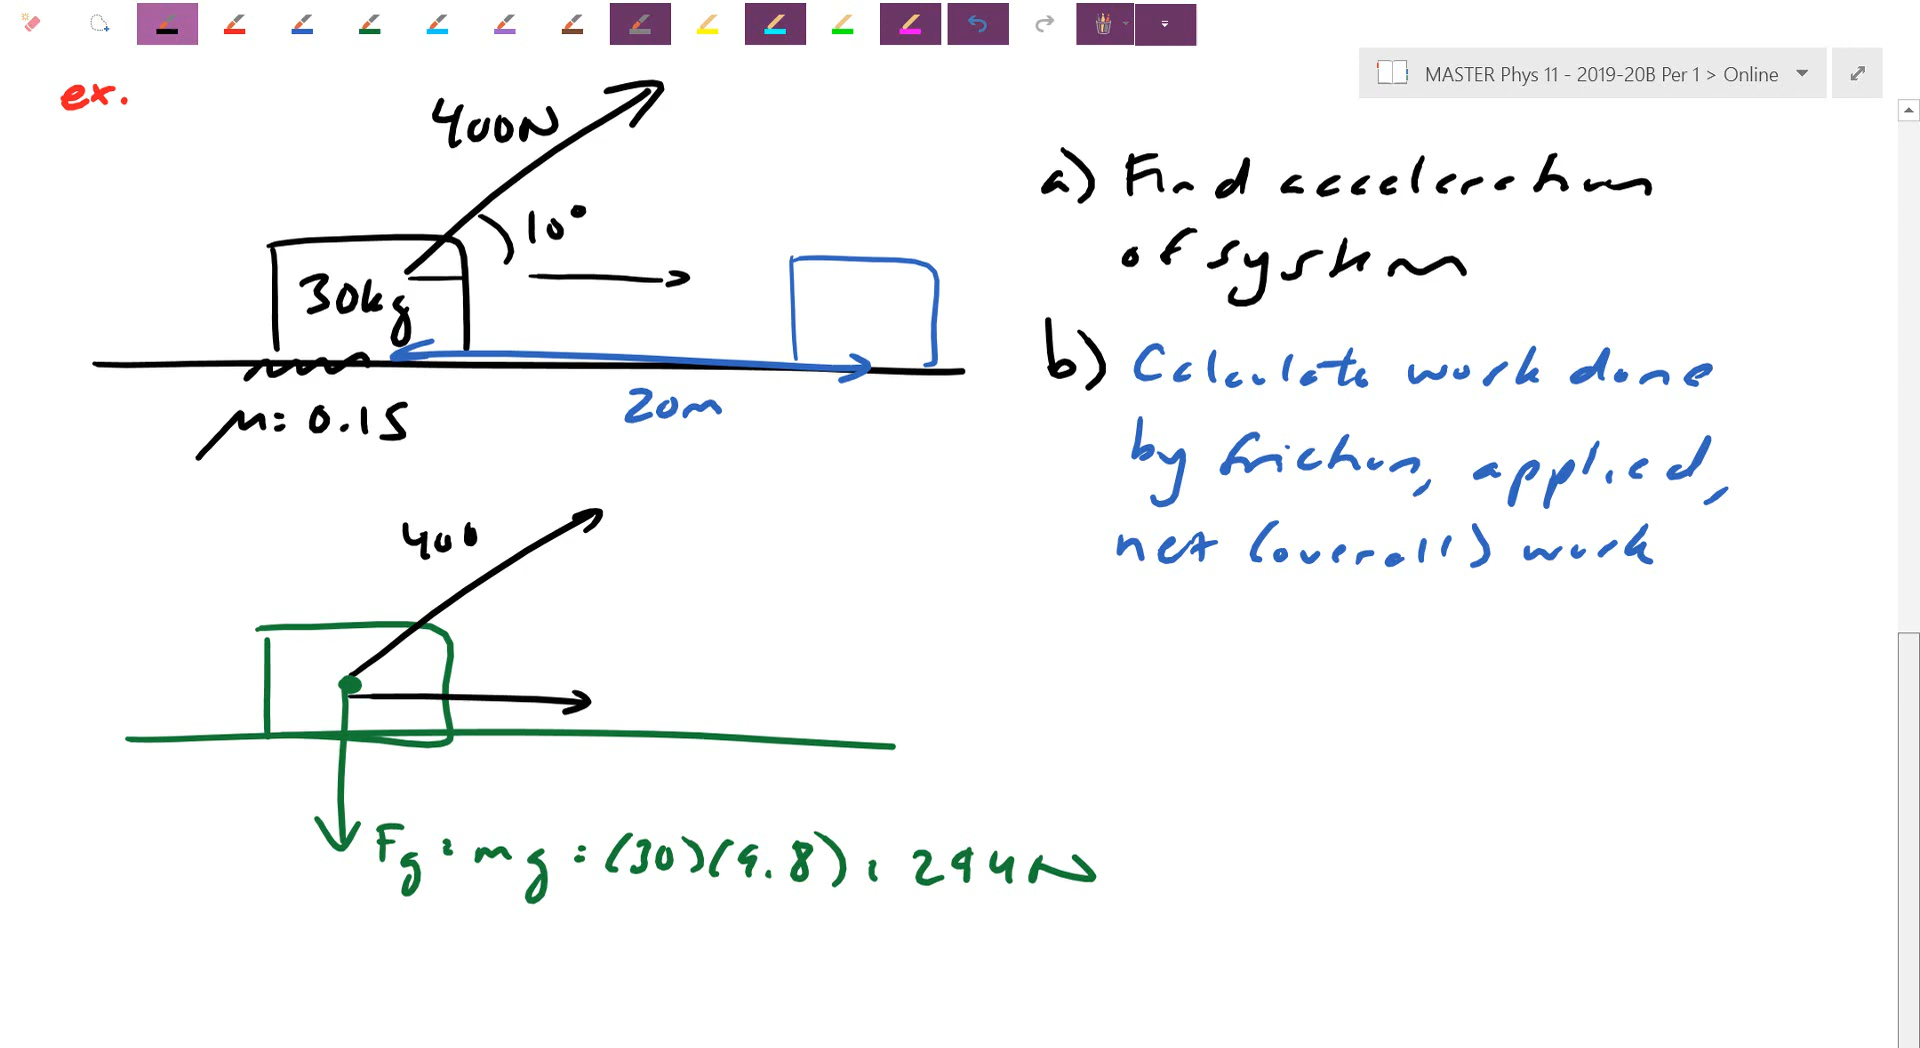 MASTER Phys 11 - 2019-20B Per 1 > Online
ex.
400N
10°
30kg
μ = 0.15
20m
a) Find acceleration
of system
b) Calculate work done
by friction, applied,
net (overall) work
400
Fg = mg = (30)(9.8) = 294N